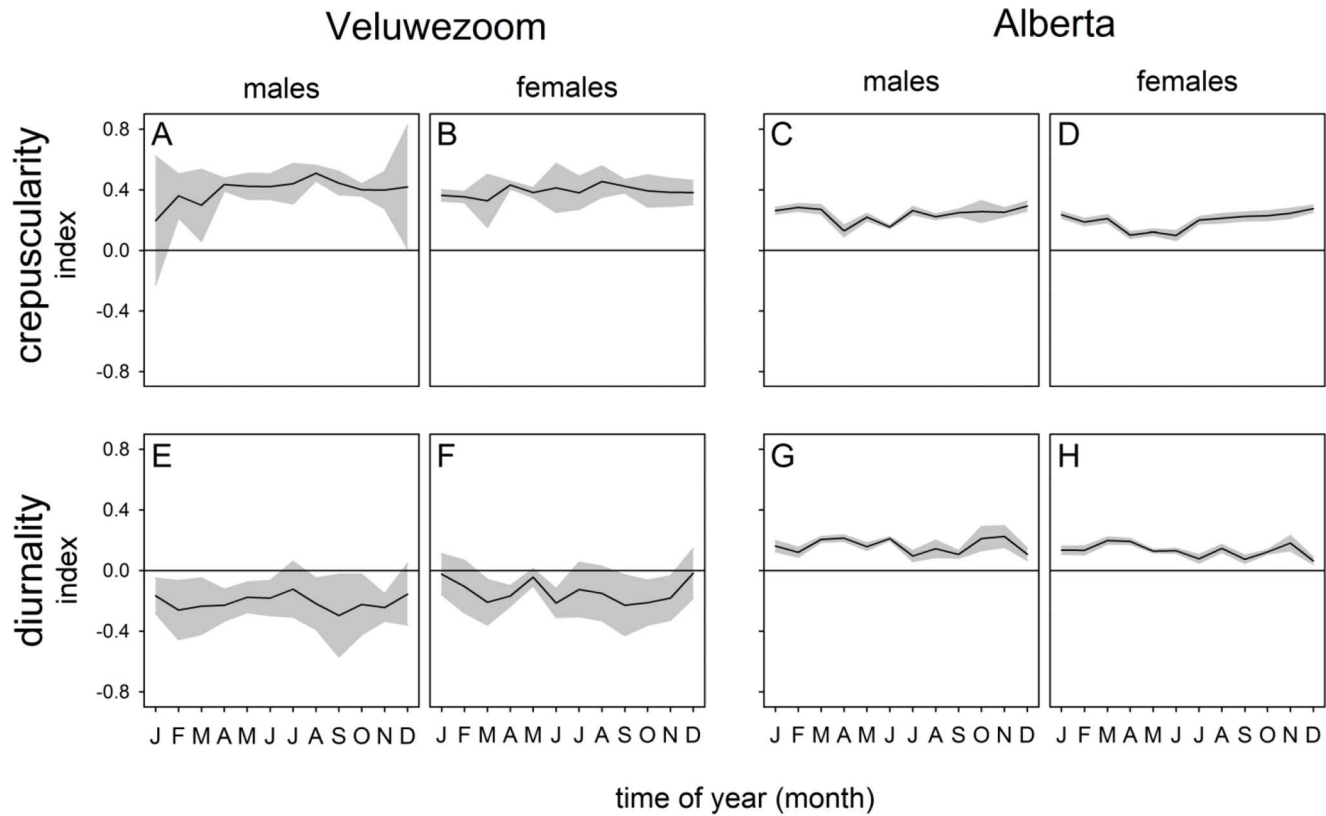 Veluwezoom Alberta
males females males females
crepuscularity
index
A B C D
0.8
0.4
0.0
-0.4
-0.8
diurnality
index
E F G H
0.8
0.4
0.0
-0.4
-0.8
J F M A M J J A S O N D J F M A M J J A S O N D J F M A M J J A S O N D J F M A M J J A S O N D
time of year (month)